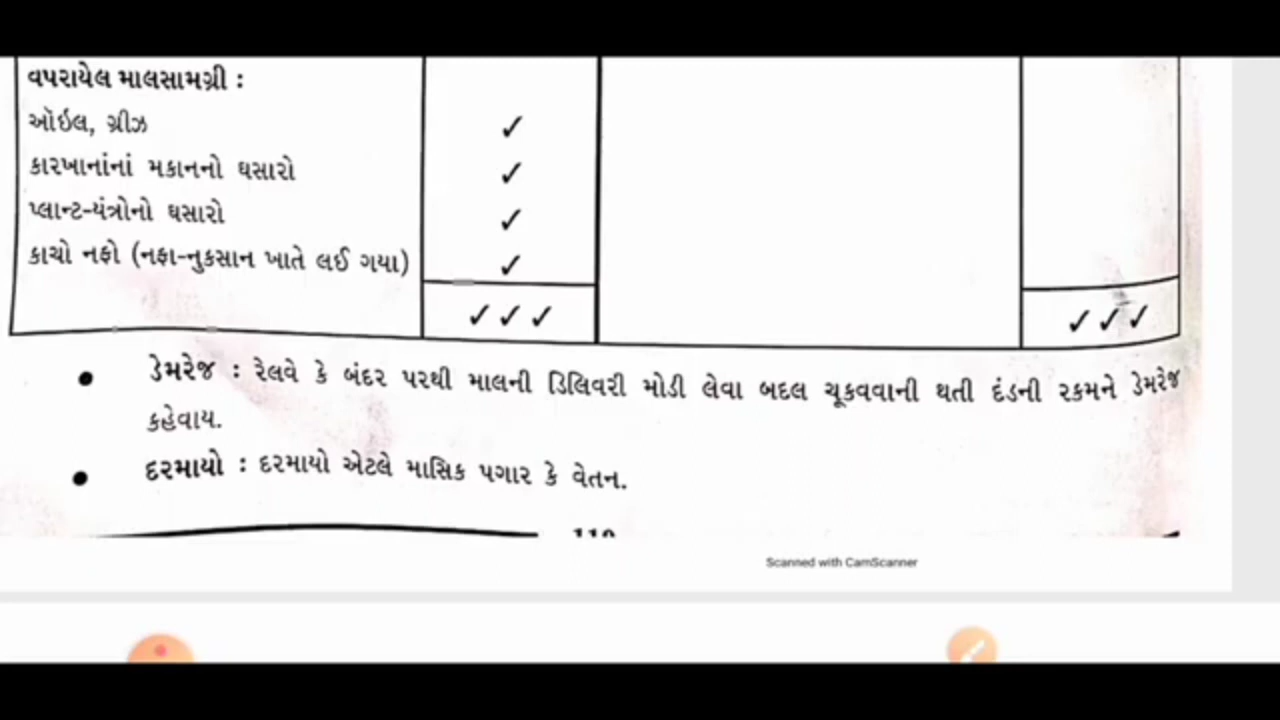 વપરાયેલ માલસામગ્રી :
ઑઇલ, ગ્રીઝ ✓
કારખાનાંનાં મકાનનો ઘસારો ✓
પ્લાન્ટ-યંત્રોનો ઘસારો ✓
કાચો નફો (નફા-નુકસાન ખાતે લઈ ગયા) ✓
✓✓✓ ✓✓✓
● ડેમરેજ : રેલવે કે બંદર પરથી માલની ડિલિવરી મોડી લેવા બદલ ચૂકવવાની થતી દંડની રકમને ડેમરેજ
કહેવાય.
● દરમાયો : દરમાયો એટલે માસિક પગાર કે વેતન.
Scanned with CamScanner